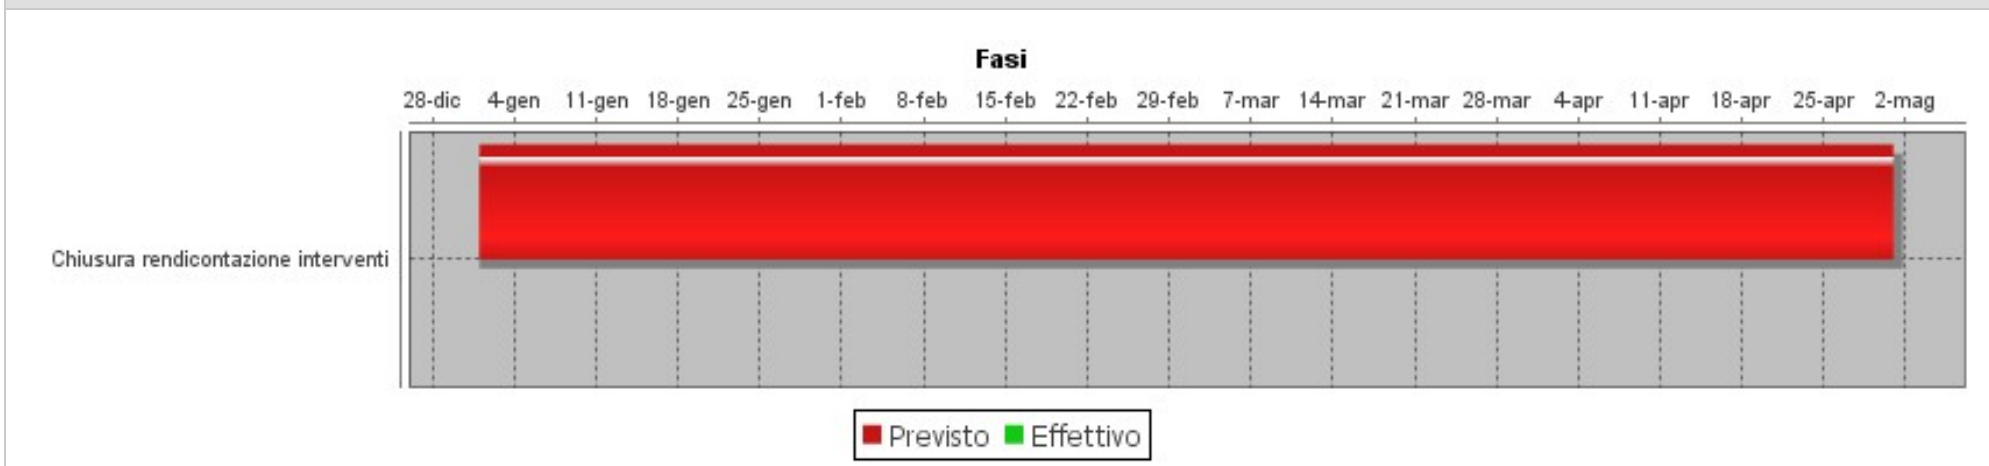 Fasi
28-dic 4-gen 11-gen 18-gen 25-gen 1-feb 8-feb 15-feb 22-feb 29-feb 7-mar 14-mar 21-mar 28-mar 4-apr 11-apr 18-apr 25-apr 2-mag
Chiusura rendicontazione interventi
Previsto Effettivo